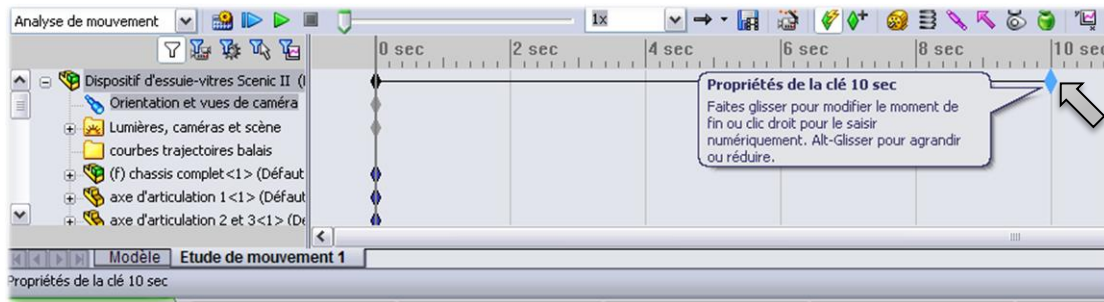 Analyse de mouvement
1x
0 sec
2 sec
4 sec
6 sec
8 sec
10 sec
Dispositif d'essuie-vitres Scenic II (
Orientation et vues de caméra
Lumières, caméras et scène
courbes trajectoires balais
(f) chassis complet<1> (Défaut
axe d'articulation 1<1> (Défaut
axe d'articulation 2 et 3<1> (De
Propriétés de la clé 10 sec
Faites glisser pour modifier le moment de
fin ou clic droit pour le saisir
numériquement. Alt-Glisser pour agrandir
ou réduire.
Modèle
Etude de mouvement 1
Propriétés de la clé 10 sec